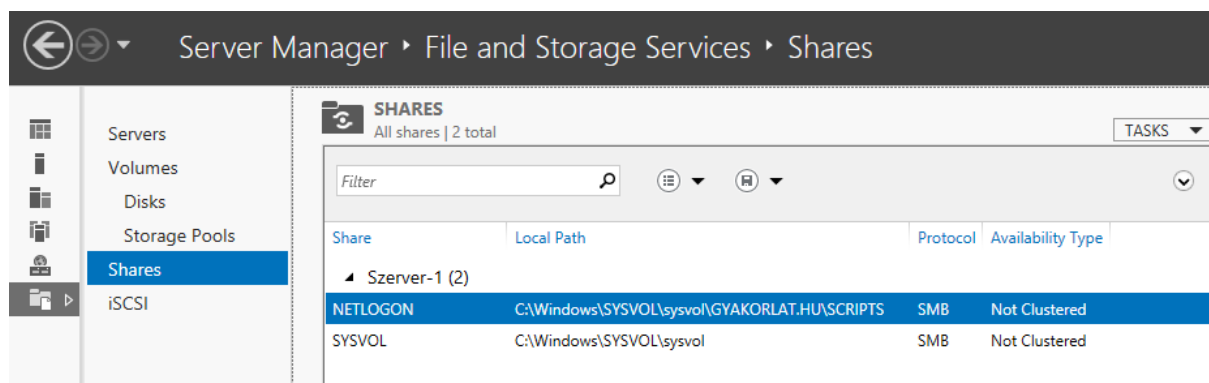 Server Manager ‣ File and Storage Services ‣ Shares
Servers
Volumes
Disks
Storage Pools
Shares
iSCSI
SHARES
All shares | 2 total
TASKS
Filter
Share Local Path Protocol Availability Type
Szerver-1 (2)
NETLOGON C:\Windows\SYSVOL\sysvol\GYAKORLAT.HU\SCRIPTS SMB Not Clustered
SYSVOL C:\Windows\SYSVOL\sysvol SMB Not Clustered